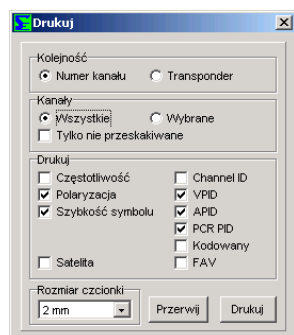 Drukuj
Kolejność
Numer kanału Transponder
Kanały
Wszystkie Wybrane
Tylko nie przeskakiwane
Drukuj
Częstotliwość Channel ID
Polaryzacja VPID
Szybkość symbolu APID
PCR PID
Kodowany
Satelita FAV
Rozmiar czcionki
2 mm Przerwij Drukuj